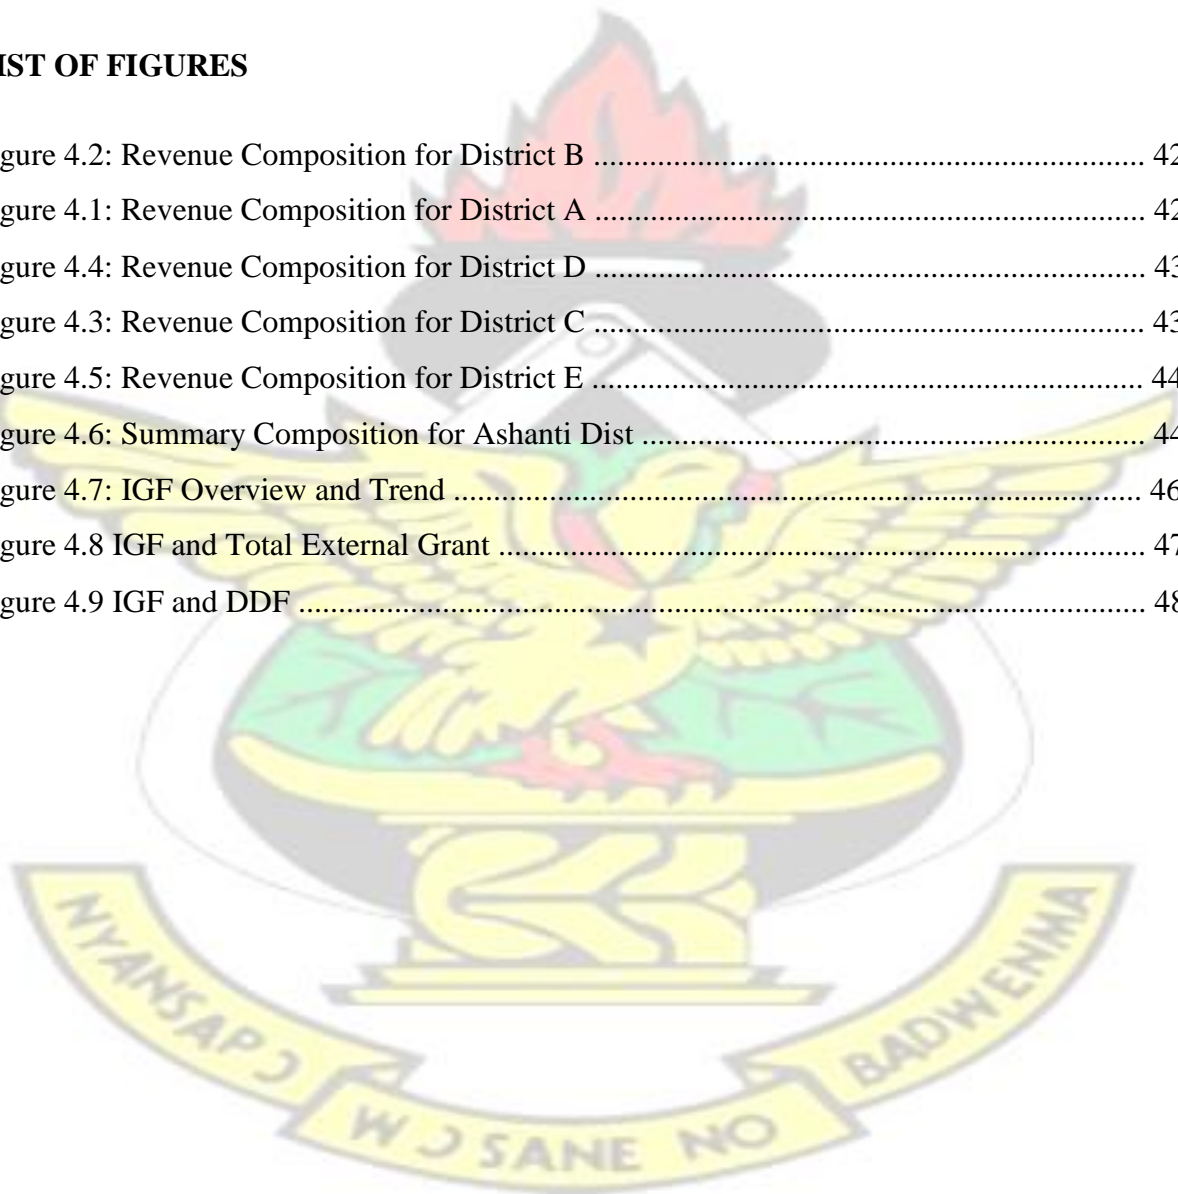 IST OF FIGURES
gure 4.2: Revenue Composition for District B ..................................................................... 42
gure 4.1: Revenue Composition for District A ..................................................................... 42
gure 4.4: Revenue Composition for District D ..................................................................... 43
gure 4.3: Revenue Composition for District C ..................................................................... 43
gure 4.5: Revenue Composition for District E ..................................................................... 44
gure 4.6: Summary Composition for Ashanti Dist ............................................................... 44
gure 4.7: IGF Overview and Trend ...................................................................................... 46
gure 4.8 IGF and Total External Grant ................................................................................. 47
gure 4.9 IGF and DDF .......................................................................................................... 48
NYANSAPƆ
WƆSANE NO
BADWENMA